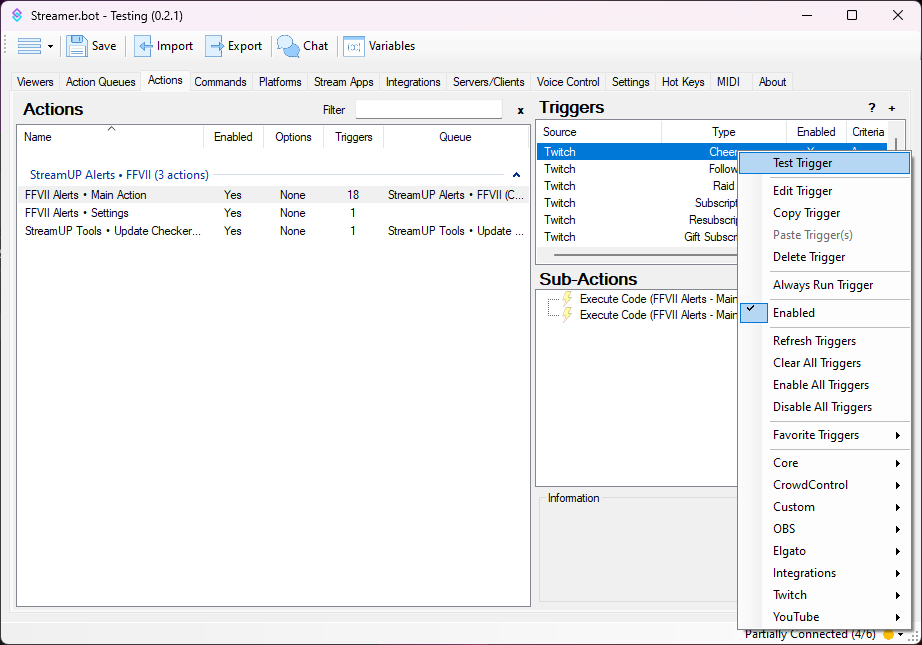 Streamer.bot - Testing (0.2.1)
Save Import Export Chat Variables
Viewers Action Queues Actions Commands Platforms Stream Apps Integrations Servers/Clients Voice Control Settings Hot Keys MIDI About
Actions Filter x
Name Enabled Options Triggers Queue
StreamUP Alerts • FFVII (3 actions)
FFVII Alerts • Main Action Yes None 18 StreamUP Alerts • FFVII (C...
FFVII Alerts • Settings Yes None 1
StreamUP Tools • Update Checker... Yes None 1 StreamUP Tools • Update ...
Triggers ? +
Source Type Enabled Criteria
Twitch Cheer
Twitch Follow
Twitch Raid
Twitch Subscript
Twitch Resubscrip
Twitch Gift Subscr
Sub-Actions
Execute Code (FFVII Alerts - Main
Execute Code (FFVII Alerts - Main
Information
Test Trigger
Edit Trigger
Copy Trigger
Paste Trigger(s)
Delete Trigger
Always Run Trigger
Enabled
Refresh Triggers
Clear All Triggers
Enable All Triggers
Disable All Triggers
Favorite Triggers
Core
CrowdControl
Custom
OBS
Elgato
Integrations
Twitch
YouTube
Partially Connected (4/6)